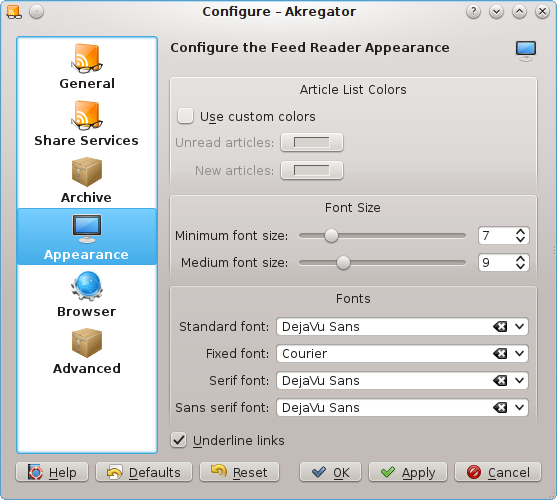 Configure – Akregator
General
Share Services
Archive
Appearance
Browser
Advanced
Configure the Feed Reader Appearance
Article List Colors
Use custom colors
Unread articles:
New articles:
Font Size
Minimum font size: 7
Medium font size: 9
Fonts
Standard font: DejaVu Sans
Fixed font: Courier
Serif font: DejaVu Sans
Sans serif font: DejaVu Sans
Underline links
Help Defaults Reset OK Apply Cancel